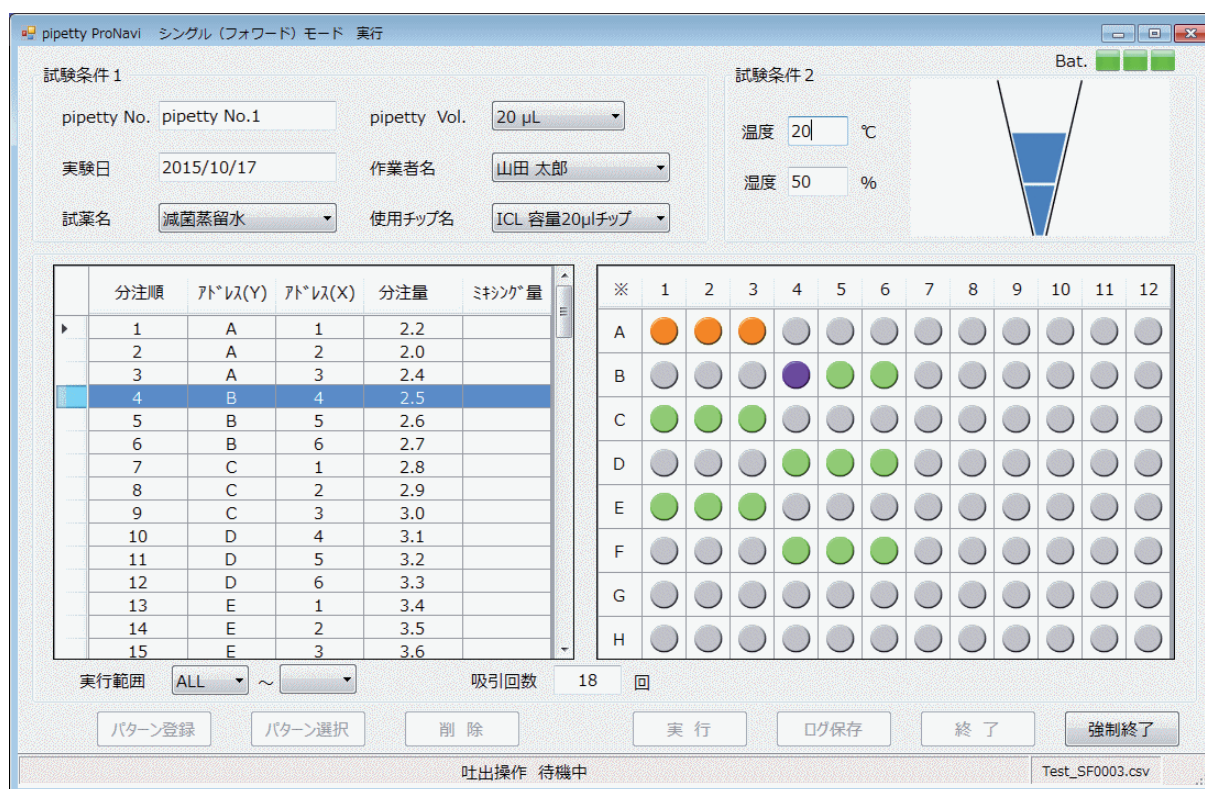 pipetty ProNavi シングル（フォワード）モード 実行
Bat.
試験条件１
試験条件２
pipetty No. pipetty No.1 pipetty Vol. 20 µL
温度 20 ℃
実験日 2015/10/17 作業者名 山田 太郎
湿度 50 %
試薬名 滅菌蒸留水 使用チップ名 ICL 容量20µlチップ
分注順 ｱﾄﾞﾚｽ(Y) ｱﾄﾞﾚｽ(X) 分注量 ﾐｷｼﾝｸﾞ量
1 A 1 2.2
2 A 2 2.0
3 A 3 2.4
4 B 4 2.5
5 B 5 2.6
6 B 6 2.7
7 C 1 2.8
8 C 2 2.9
9 C 3 3.0
10 D 4 3.1
11 D 5 3.2
12 D 6 3.3
13 E 1 3.4
14 E 2 3.5
15 E 3 3.6
※ 1 2 3 4 5 6 7 8 9 10 11 12
A
B
C
D
E
F
G
H
実行範囲 ALL ～ 吸引回数 18 回
パターン登録 パターン選択 削 除 実 行 ログ保存 終 了 強制終了
吐出操作 待機中 Test_SF0003.csv